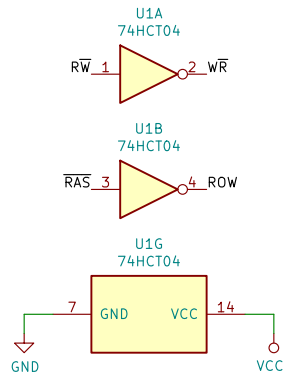 U1A
74HCT04
RW̅ 1 2 WR̅
U1B
74HCT04
R̅A̅S̅ 3 4 ROW
U1G
74HCT04
7 GND VCC 14
GND VCC